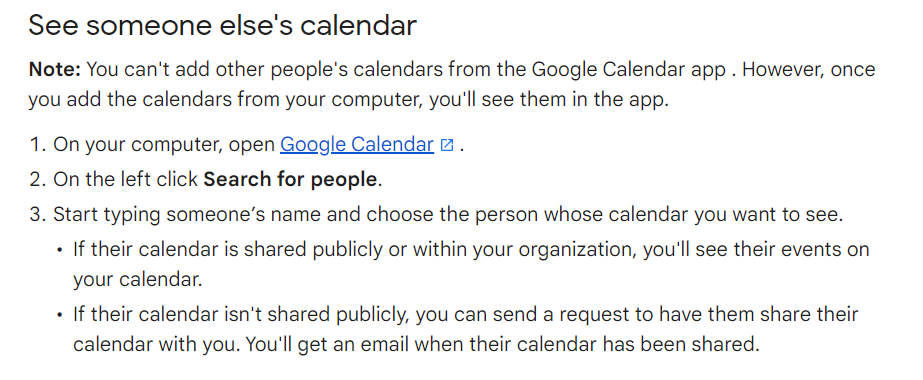 See someone else's calendar
Note: You can't add other people's calendars from the Google Calendar app . However, once
you add the calendars from your computer, you'll see them in the app.
1. On your computer, open Google Calendar .
2. On the left click Search for people.
3. Start typing someone’s name and choose the person whose calendar you want to see.
• If their calendar is shared publicly or within your organization, you'll see their events on
your calendar.
• If their calendar isn't shared publicly, you can send a request to have them share their
calendar with you. You'll get an email when their calendar has been shared.